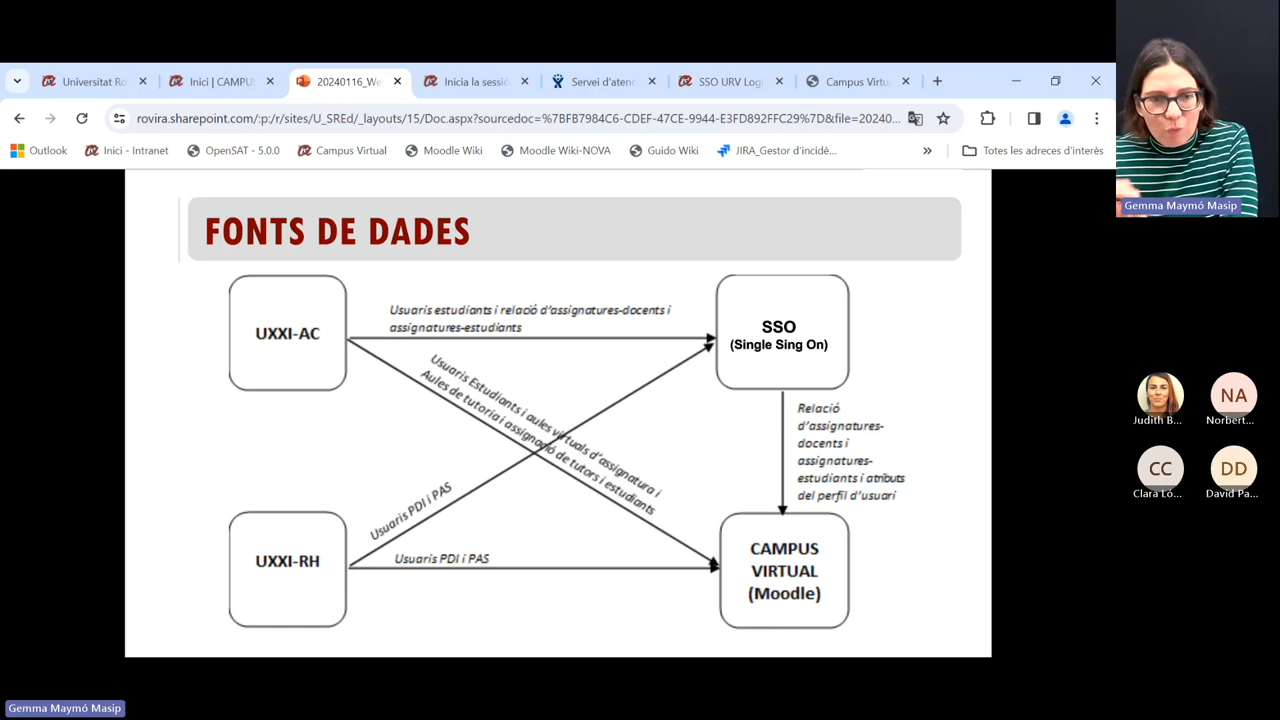 Universitat Ro
Inici | CAMPU
20240116_We
Inicia la sessió
Servei d'atenc
SSO URV Logi
Campus Virtu
rovira.sharepoint.com/:p:/r/sites/U_SREd/_layouts/15/Doc.aspx?sourcedoc=%7BFB7984C6-CDEF-47CE-9944-E3FD892FFC29%7D&file=20240...
Outlook
Inici - Intranet
OpenSAT - 5.0.0
Campus Virtual
Moodle Wiki
Moodle Wiki-NOVA
Guido Wiki
JIRA_Gestor d'incidè...
»
Totes les adreces d'interès
Gemma Maymó Masip
FONTS DE DADES
UXXI-AC
Usuaris estudiants i relació d'assignatures-docents i
assignatures-estudiants
SSO
(Single Sing On)
Usuaris Estudiants i aules virtuals d'assignatura i
Aules de tutoria i assignació de tutors i estudiants
Relació
d'assignatures-
docents i
assignatures-
estudiants i atributs
del perfil d'usuari
Usuaris PDI i PAS
UXXI-RH
Usuaris PDI i PAS
CAMPUS
VIRTUAL
(Moodle)
Judith B...
NA
Norbert...
CC
Clara Ló...
DD
David Pa...
Gemma Maymó Masip